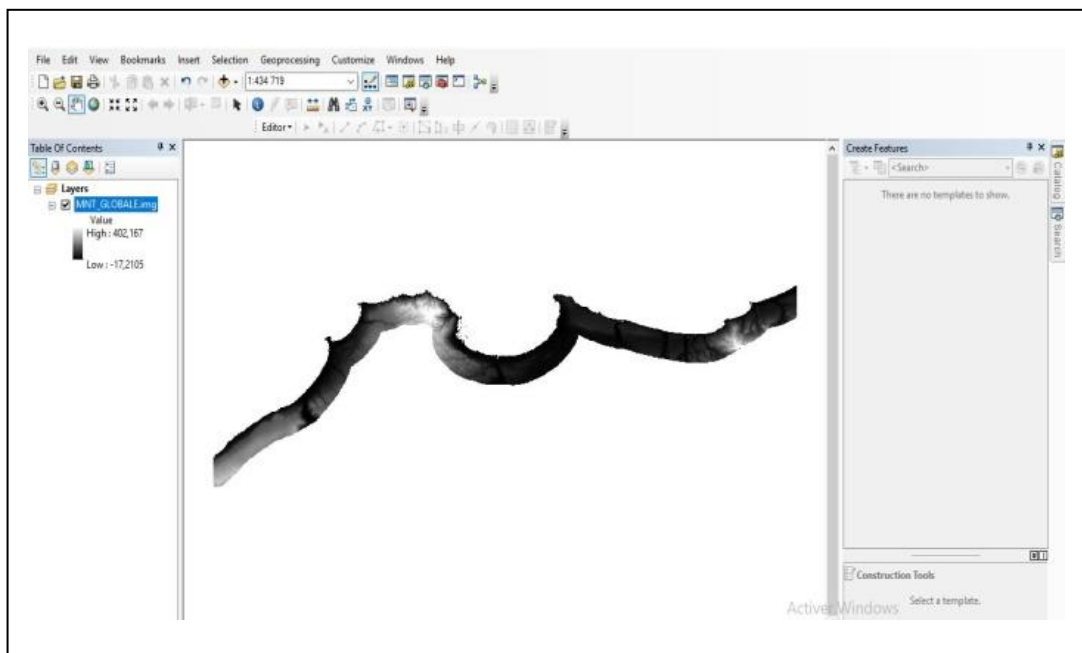 File Edit View Bookmarks Insert Selection Geoprocessing Customize Windows Help
1:434 719
Editor
Table Of Contents
Layers
MNT_GLOBALE.img
Value
High : 402,167
Low : -17,2105
Create Features
<Search>
There are no templates to show.
Catalog
Search
Construction Tools
Select a template.
Activer Windows